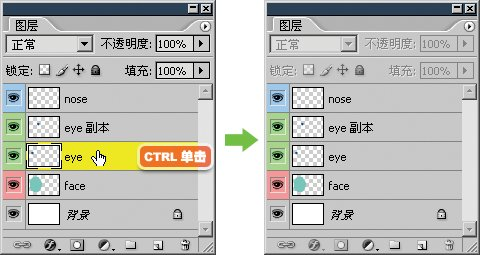 图层
正常 不透明度: 100%
锁定: 填充: 100%
nose
eye 副本
eye CTRL 单击
face
背景
图层
正常 不透明度: 100%
锁定: 填充: 100%
nose
eye 副本
eye
face
背景